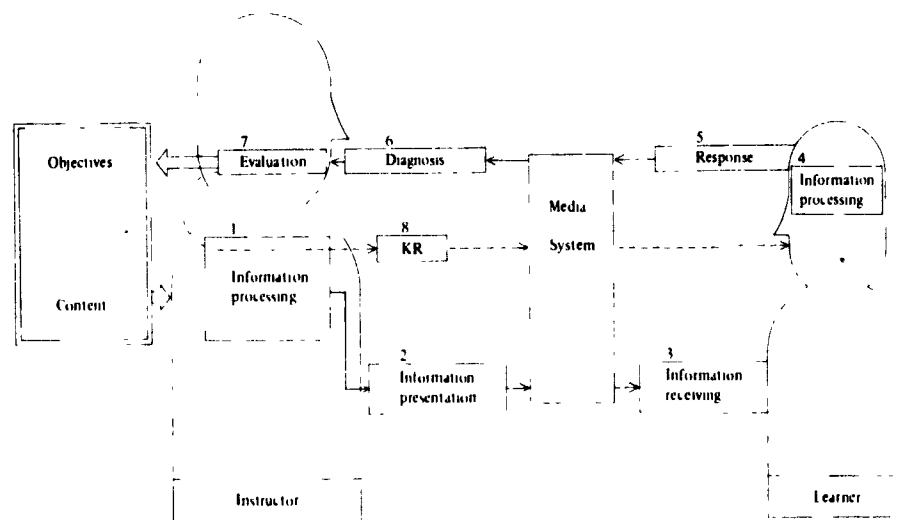 7
6
5
Objectives
Evaluation
Diagnosis
Response
4
Information
processing
Media
System
1
8
KR
Information
processing
Content
2
3
Information
presentation
Information
receiving
Instructor
Learner